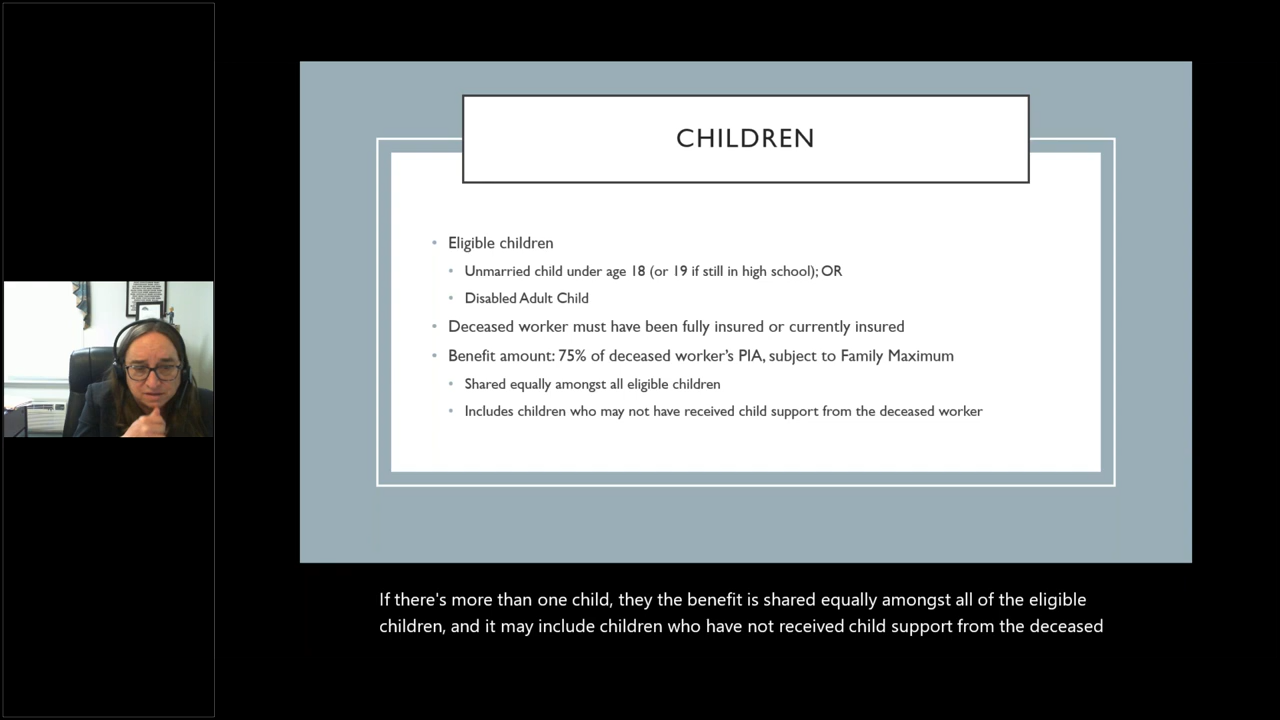 CHILDREN
• Eligible children
• Unmarried child under age 18 (or 19 if still in high school); OR
• Disabled Adult Child
• Deceased worker must have been fully insured or currently insured
• Benefit amount: 75% of deceased worker's PIA, subject to Family Maximum
• Shared equally amongst all eligible children
• Includes children who may not have received child support from the deceased worker
If there's more than one child, they the benefit is shared equally amongst all of the eligible
children, and it may include children who have not received child support from the deceased